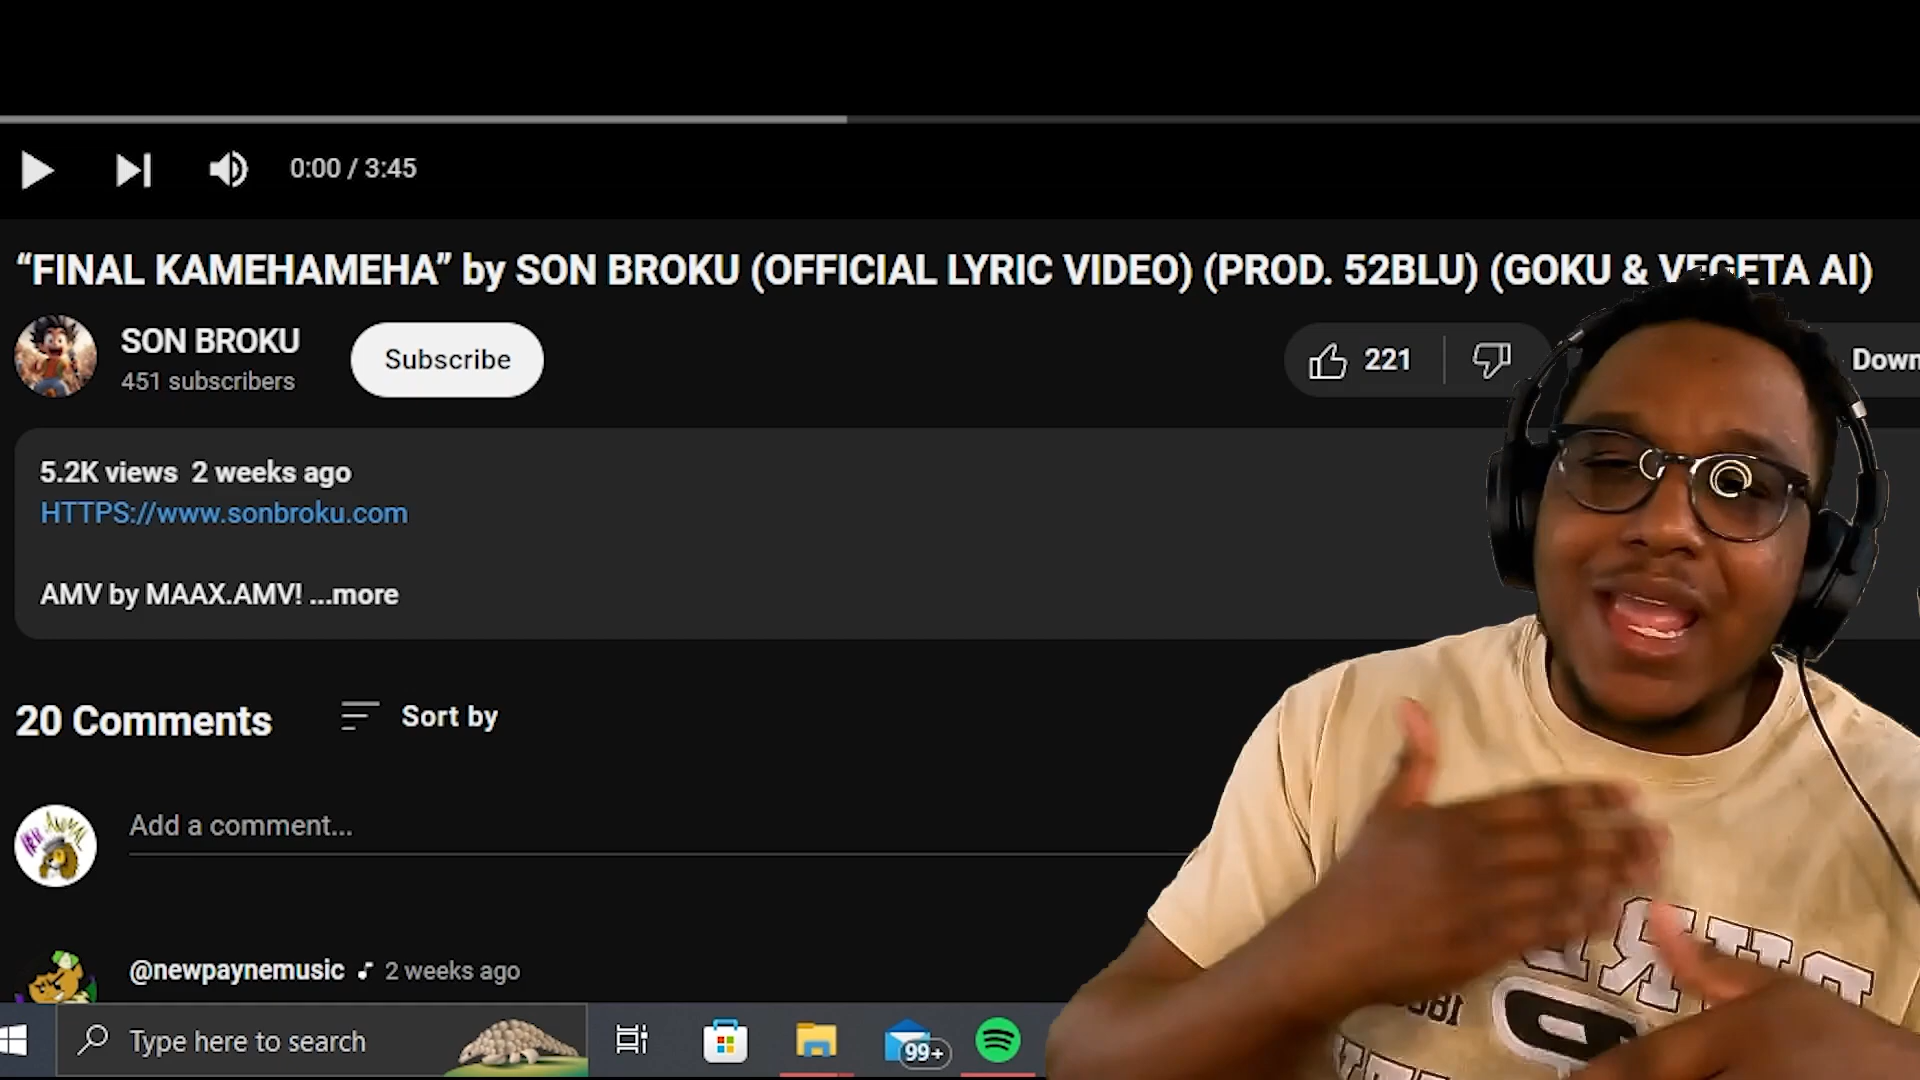 0:00 / 3:45
“FINAL KAMEHAMEHA” by SON BROKU (OFFICIAL LYRIC VIDEO) (PROD. 52BLU) (GOKU & VEGETA AI)
SON BROKU
451 subscribers
Subscribe
221
Down
5.2K views 2 weeks ago
HTTPS://www.sonbroku.com
AMV by MAAX.AMV! ...more
20 Comments
Sort by
Add a comment...
@newpaynemusic 2 weeks ago
Type here to search
99+